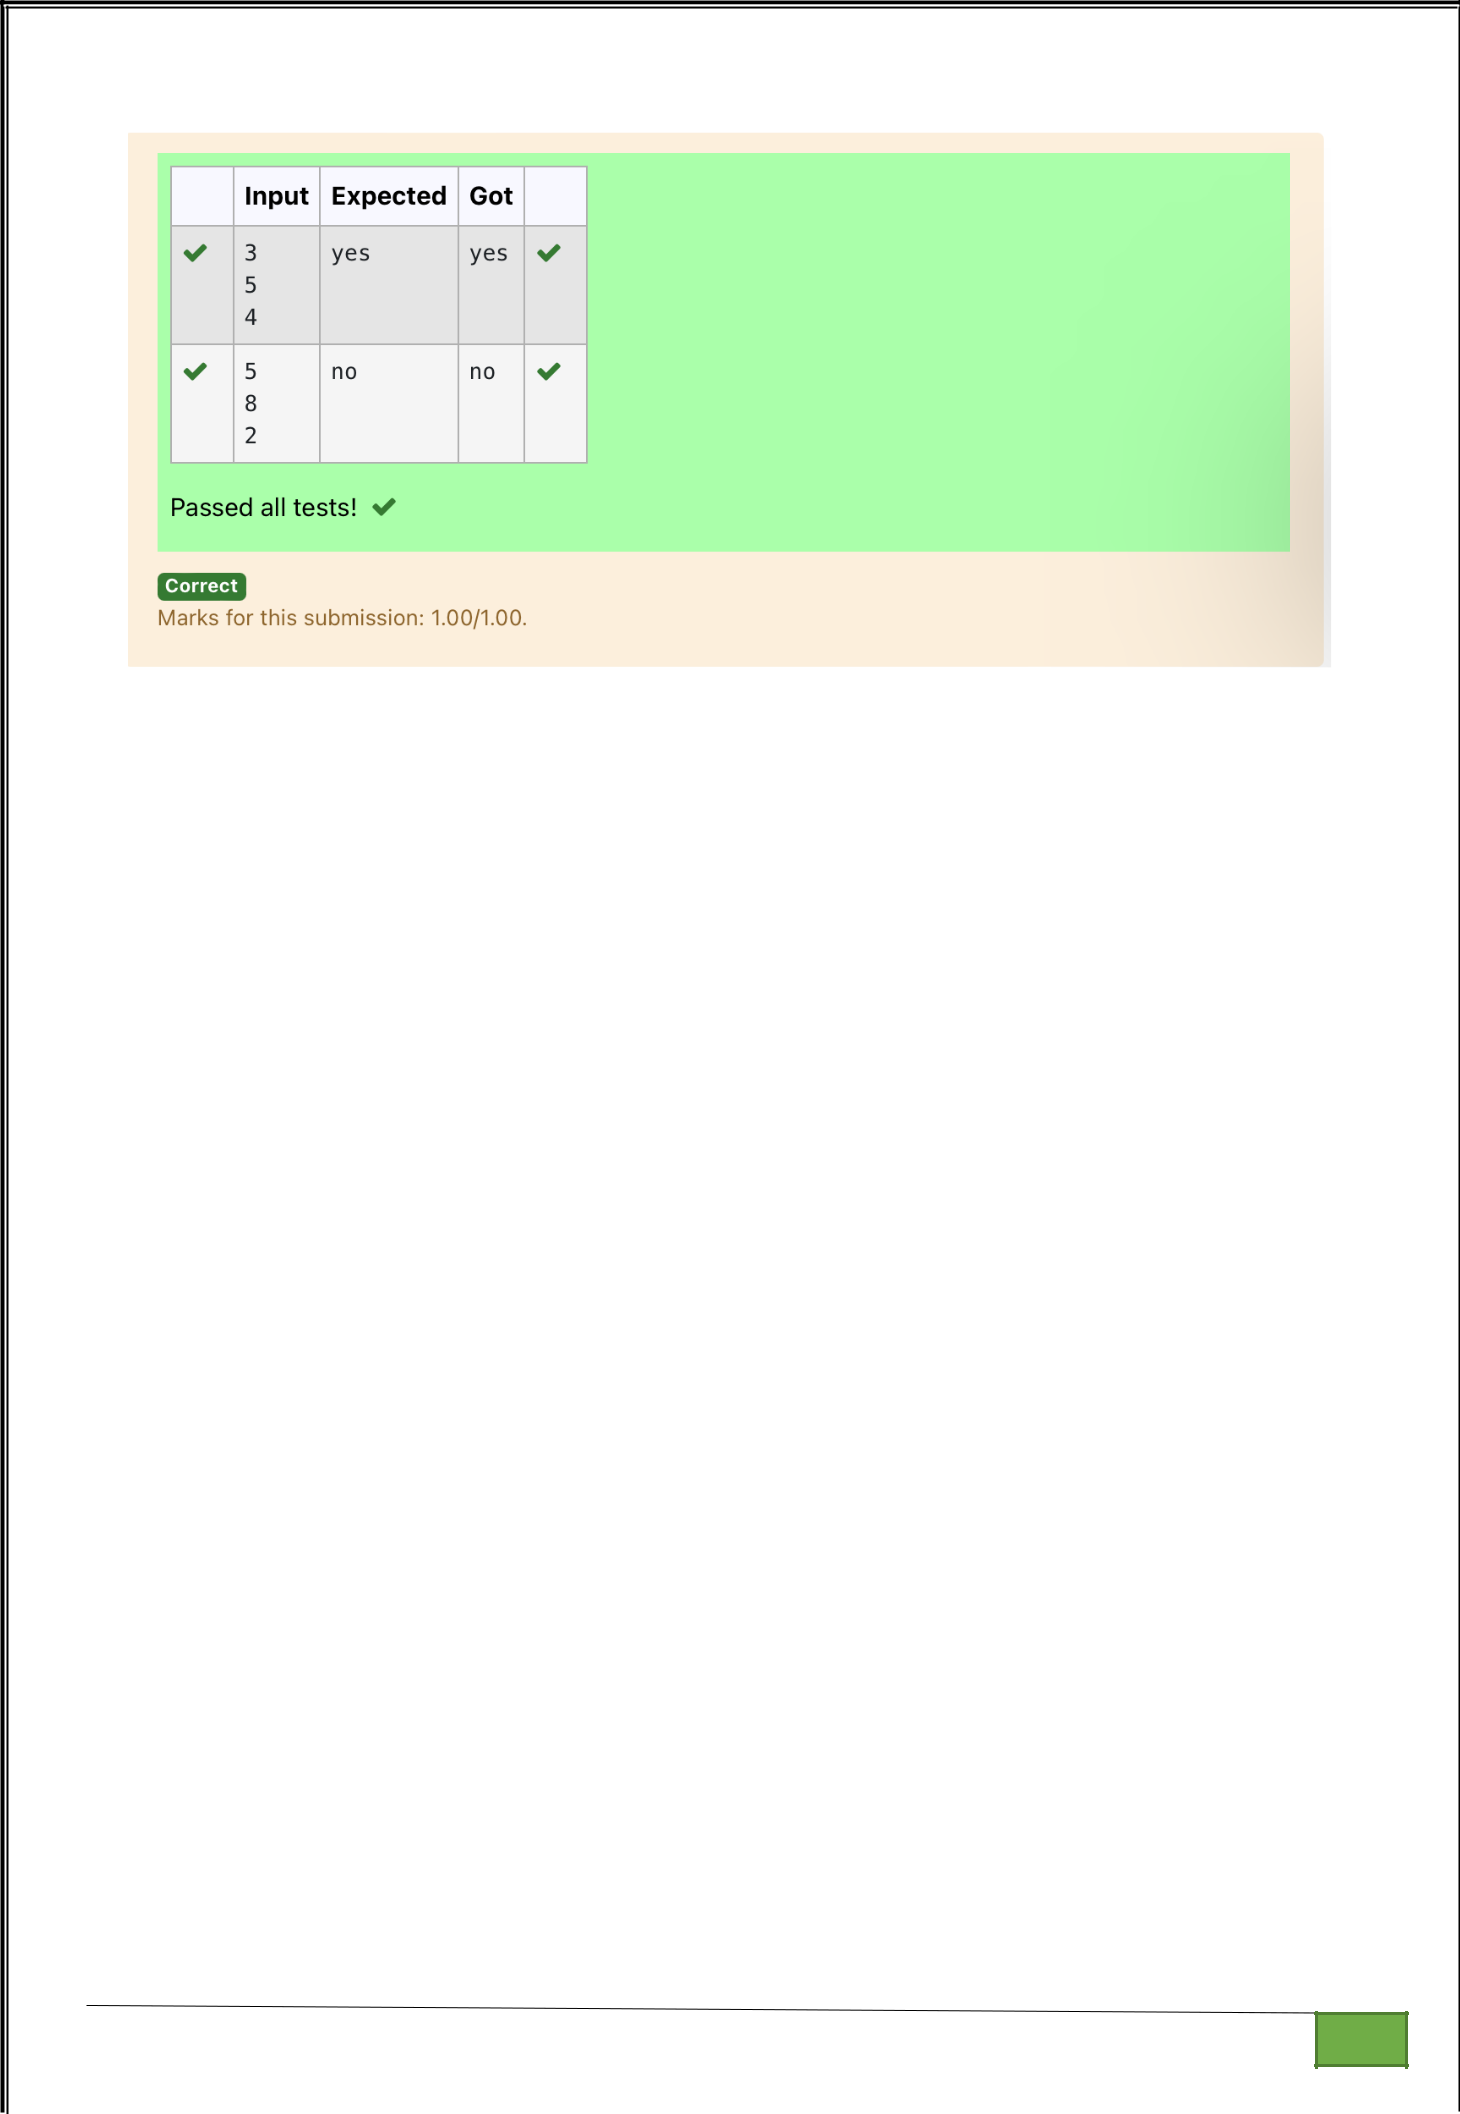 Input Expected Got
3 yes yes
5
4
5 no no
8
2
Passed all tests!
Correct
Marks for this submission: 1.00/1.00.